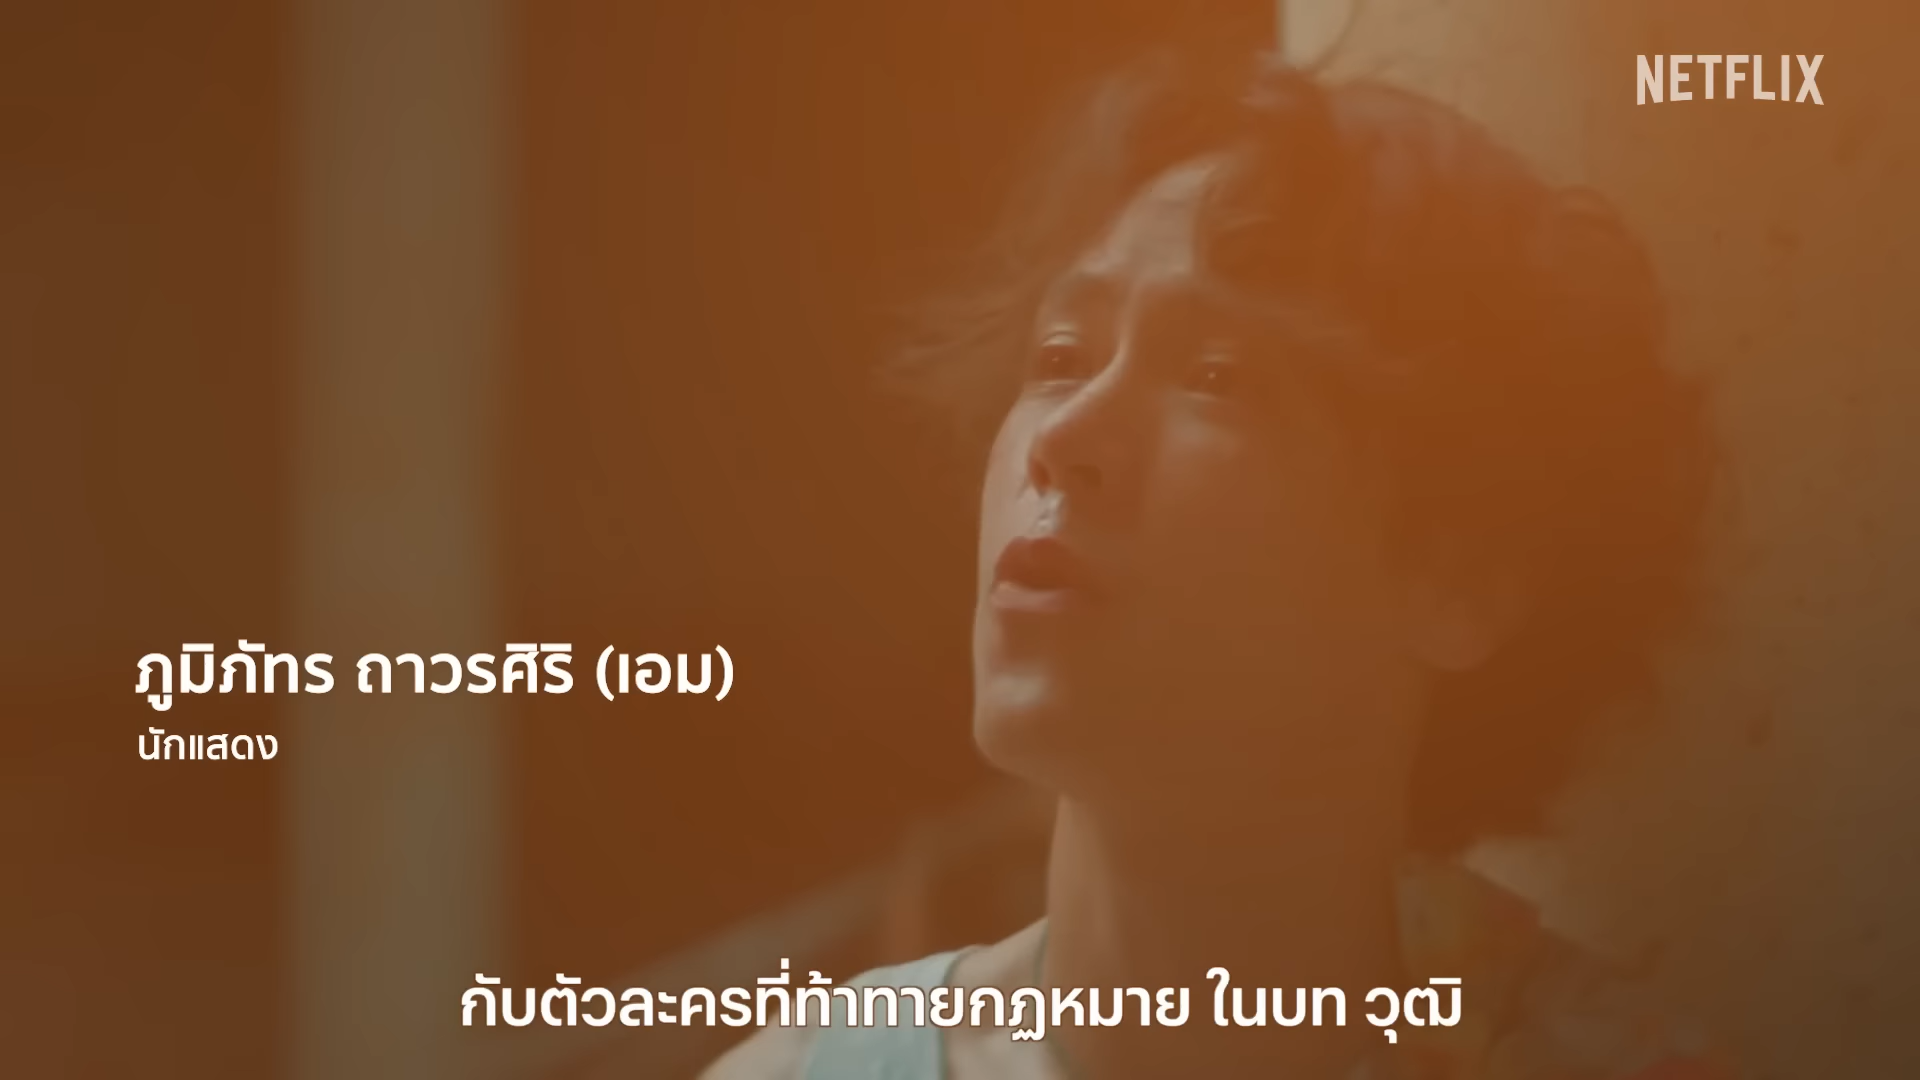 NETFLIX
ภูมิภัทร ถาวรศิริ (เอม)
นักแสดง
กับตัวละครที่ท้าทายกฎหมาย ในบท วุฒิ